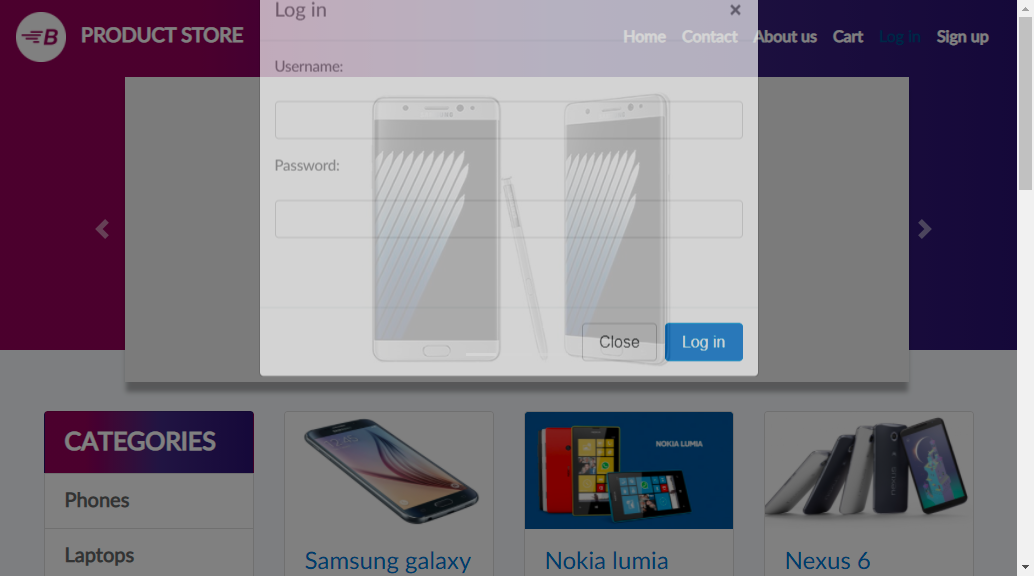 Log in
×
B PRODUCT STORE
Home Contact About us Cart Log in Sign up
Username:
Password:
Close Log in
CATEGORIES
Phones
Laptops
NOKIA LUMIA
Samsung galaxy
Nokia lumia
Nexus 6